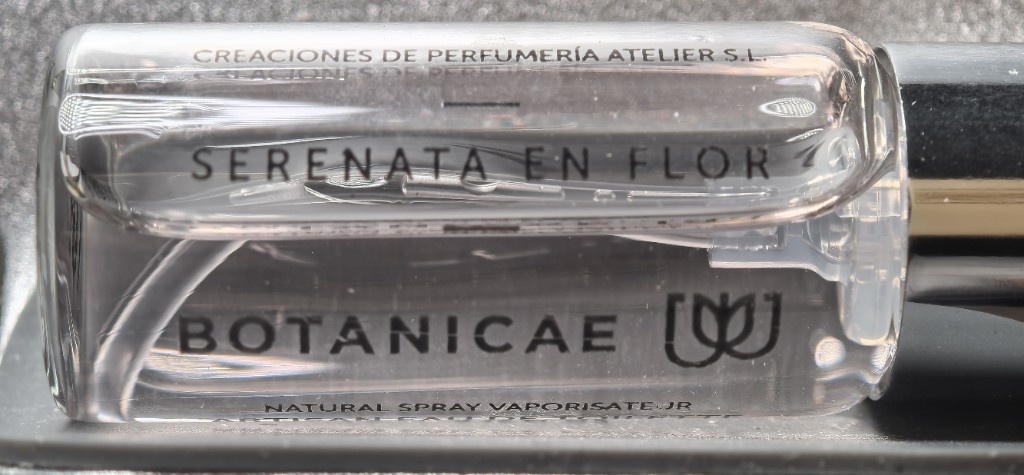 CREACIONES DE PERFUMERÍA ATELIER S.L.
SERENATA EN FLOR
BOTANICAE
NATURAL SPRAY VAPORISATEUR